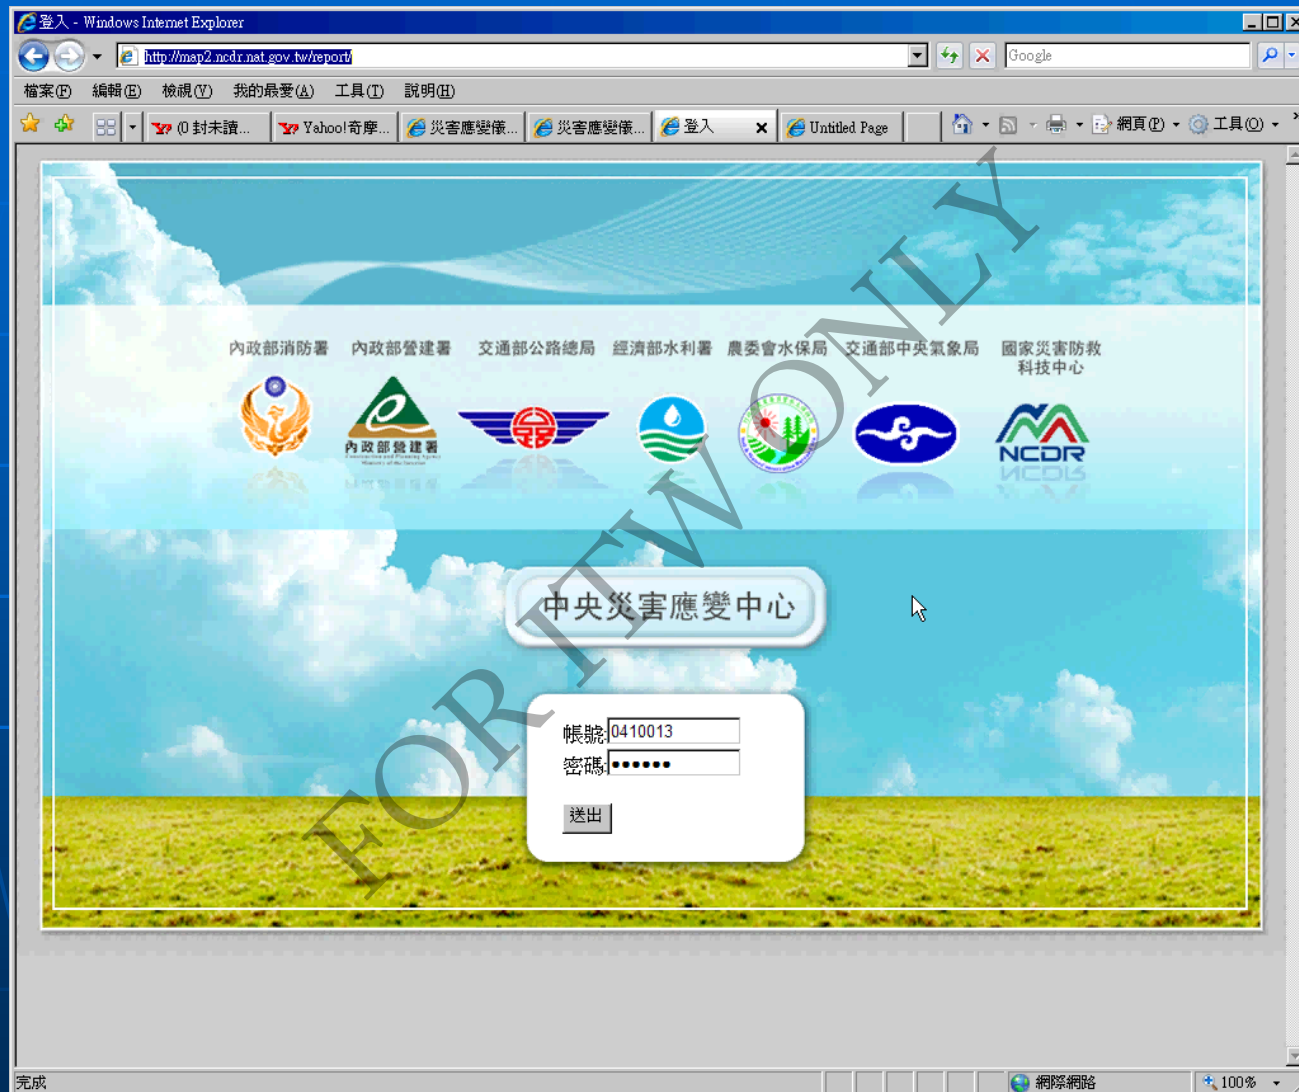 登入 - Windows Internet Explorer
http://map2.ncdr.nat.gov.tw/report/
Google
檔案(F) 編輯(E) 檢視(V) 我的最愛(A) 工具(T) 說明(H)
(0 封未讀... Yahoo!奇摩... 災害應變儀... 災害應變儀... 登入 Untitled Page 網頁(P) 工具(O)
內政部消防署 內政部營建署 交通部公路總局 經濟部水利署 農委會水保局 交通部中央氣象局 國家災害防救
科技中心
內政部營建署
NCDR
中央災害應變中心
帳號:0410013
密碼:••••••
送出
FOR ITW ONLY
完成 網際網路 100%